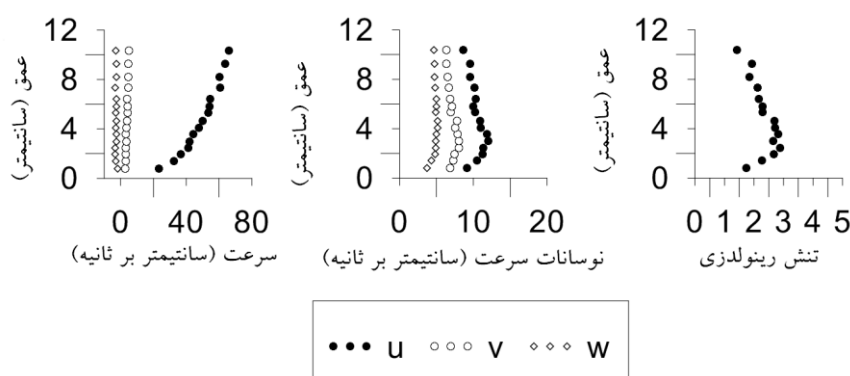 12
8
4
0
عمق (سانتیمتر)
0 40 80
سرعت (سانتیمتر بر ثانیه)
12
8
4
0
عمق (سانتیمتر)
0 10 20
نوسانات سرعت (سانتیمتر بر ثانیه)
12
8
4
0
عمق (سانتیمتر)
0 1 2 3 4 5
تنش رینولدزی
u v w